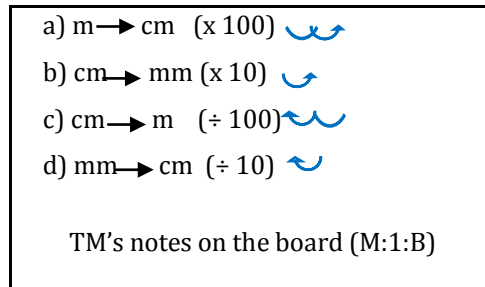 a) m→ cm (x 100)
b) cm→ mm (x 10)
c) cm→ m (÷ 100)
d) mm→ cm (÷ 10)
TM's notes on the board (M:1:B)